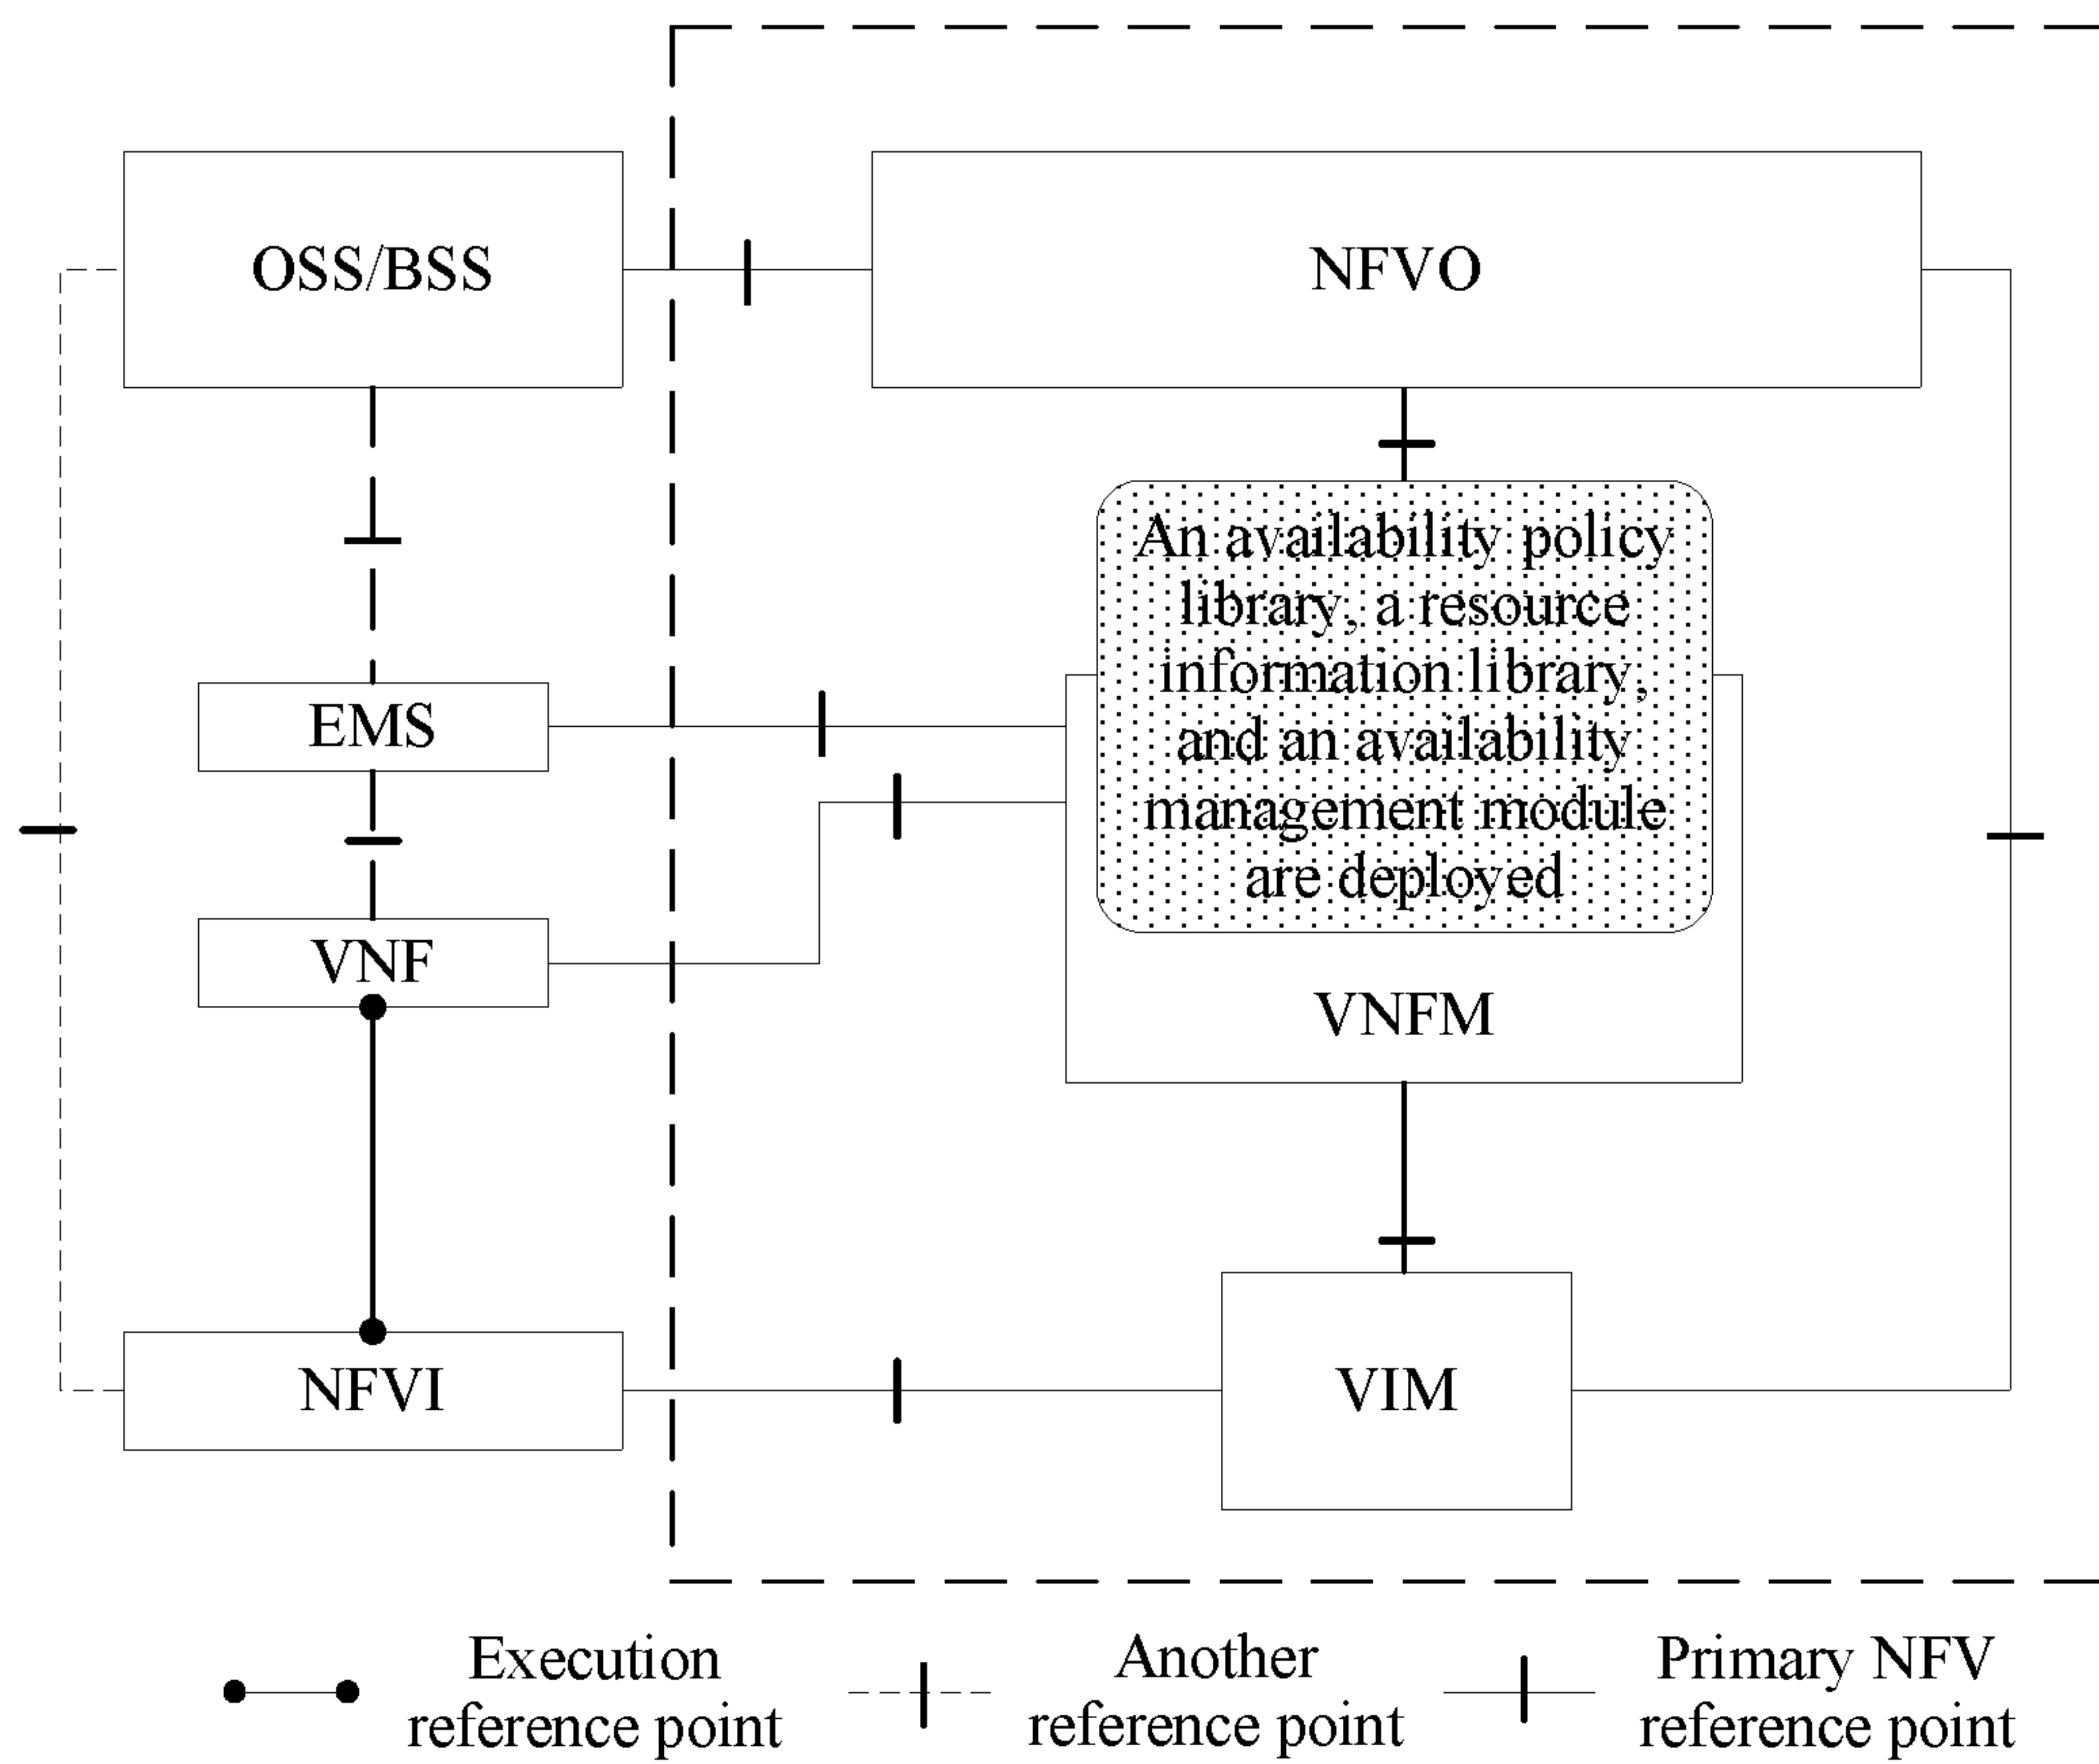 OSS/BSS
NFVO
An availability policy
library, a resource
information library,
and an availability
management module
are deployed
EMS
VNF
VNFM
NFVI
VIM
Execution
reference point
Another
reference point
Primary NFV
reference point